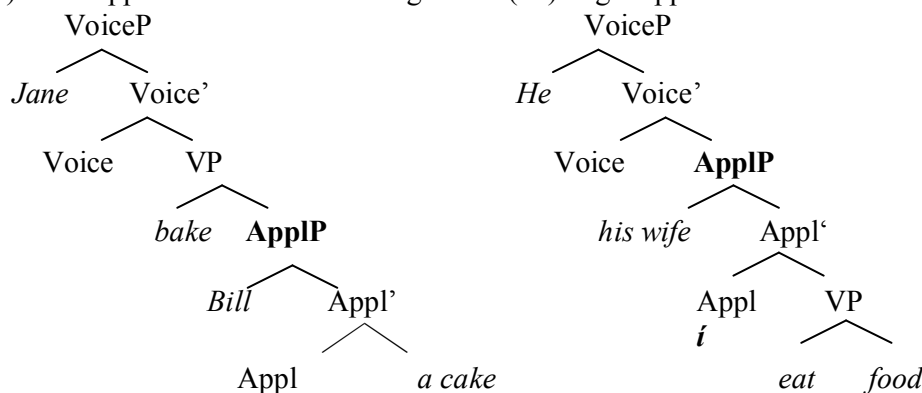 VoiceP VoiceP
Jane Voice’ He Voice’
Voice VP Voice ApplP
bake ApplP his wife Appl‘
Bill Appl’ Appl VP
í
Appl a cake eat food